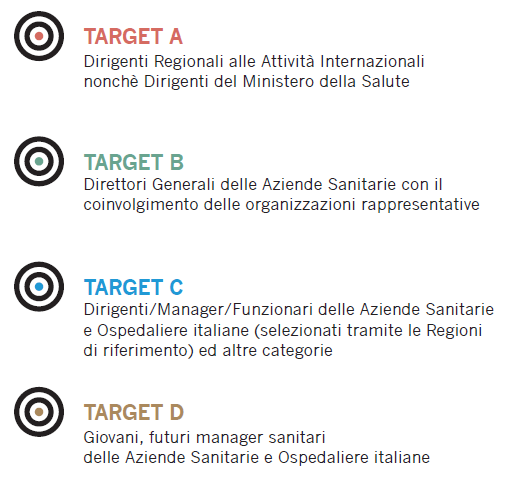 TARGET A
Dirigenti Regionali alle Attività Internazionali
nonchè Dirigenti del Ministero della Salute
TARGET B
Direttori Generali delle Aziende Sanitarie con il
coinvolgimento delle organizzazioni rappresentative
TARGET C
Dirigenti/Manager/Funzionari delle Aziende Sanitarie
e Ospedaliere italiane (selezionati tramite le Regioni
di riferimento) ed altre categorie
TARGET D
Giovani, futuri manager sanitari
delle Aziende Sanitarie e Ospedaliere italiane